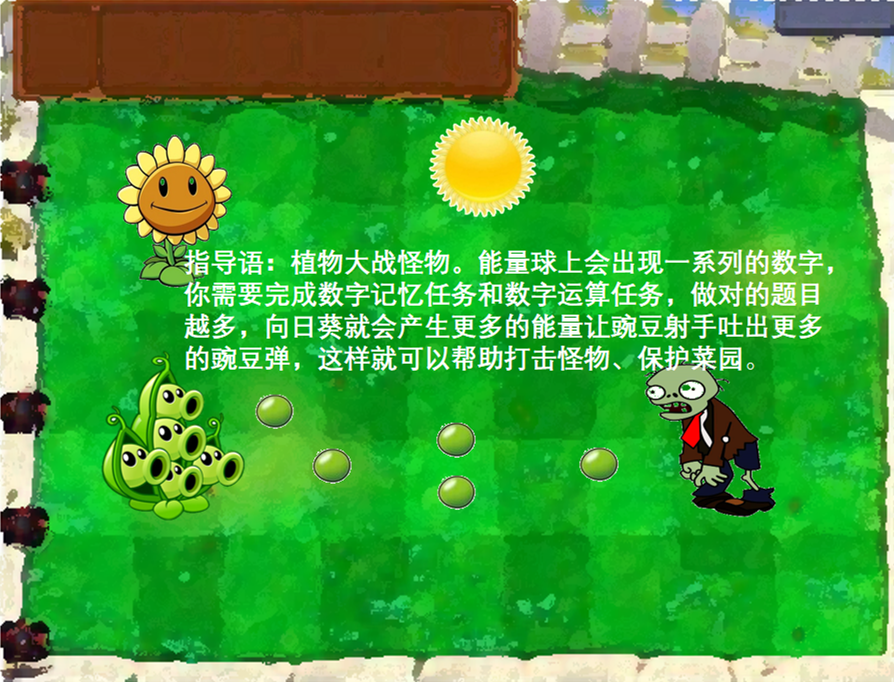 指导语：植物大战怪物。能量球上会出现一系列的数字，
你需要完成数字记忆任务和数字运算任务，做对的题目
越多，向日葵就会产生更多的能量让豌豆射手吐出更多
的豌豆弹，这样就可以帮助打击怪物、保护菜园。